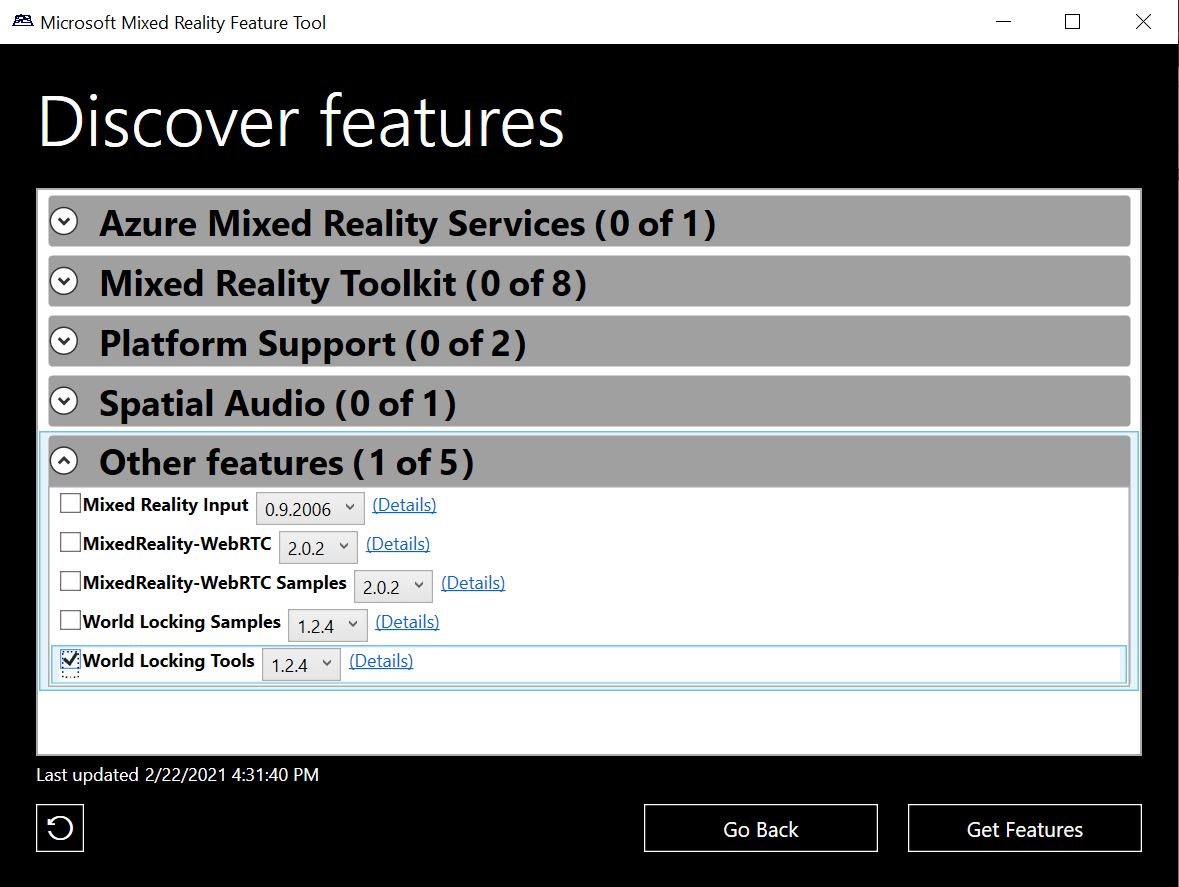 Microsoft Mixed Reality Feature Tool
Discover features
Azure Mixed Reality Services (0 of 1)
Mixed Reality Toolkit (0 of 8)
Platform Support (0 of 2)
Spatial Audio (0 of 1)
Other features (1 of 5)
Mixed Reality Input 0.9.2006 (Details)
MixedReality-WebRTC 2.0.2 (Details)
MixedReality-WebRTC Samples 2.0.2 (Details)
World Locking Samples 1.2.4 (Details)
World Locking Tools 1.2.4 (Details)
Last updated 2/22/2021 4:31:40 PM
Go Back Get Features